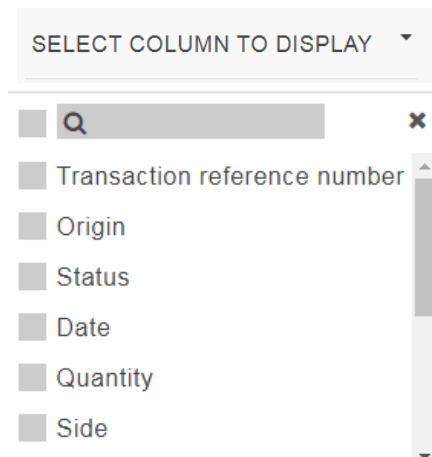 SELECT COLUMN TO DISPLAY
Transaction reference number
Origin
Status
Date
Quantity
Side